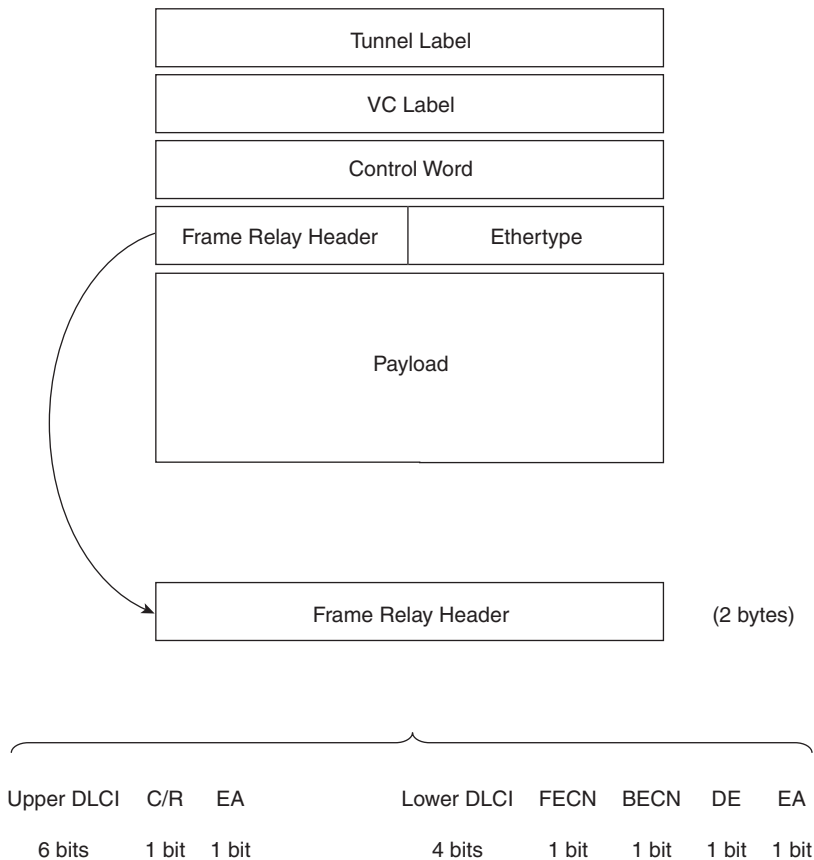 Tunnel Label
VC Label
Control Word
Frame Relay Header Ethertype
Payload
Frame Relay Header (2 bytes)
Upper DLCI C/R EA Lower DLCI FECN BECN DE EA
6 bits 1 bit 1 bit 4 bits 1 bit 1 bit 1 bit 1 bit